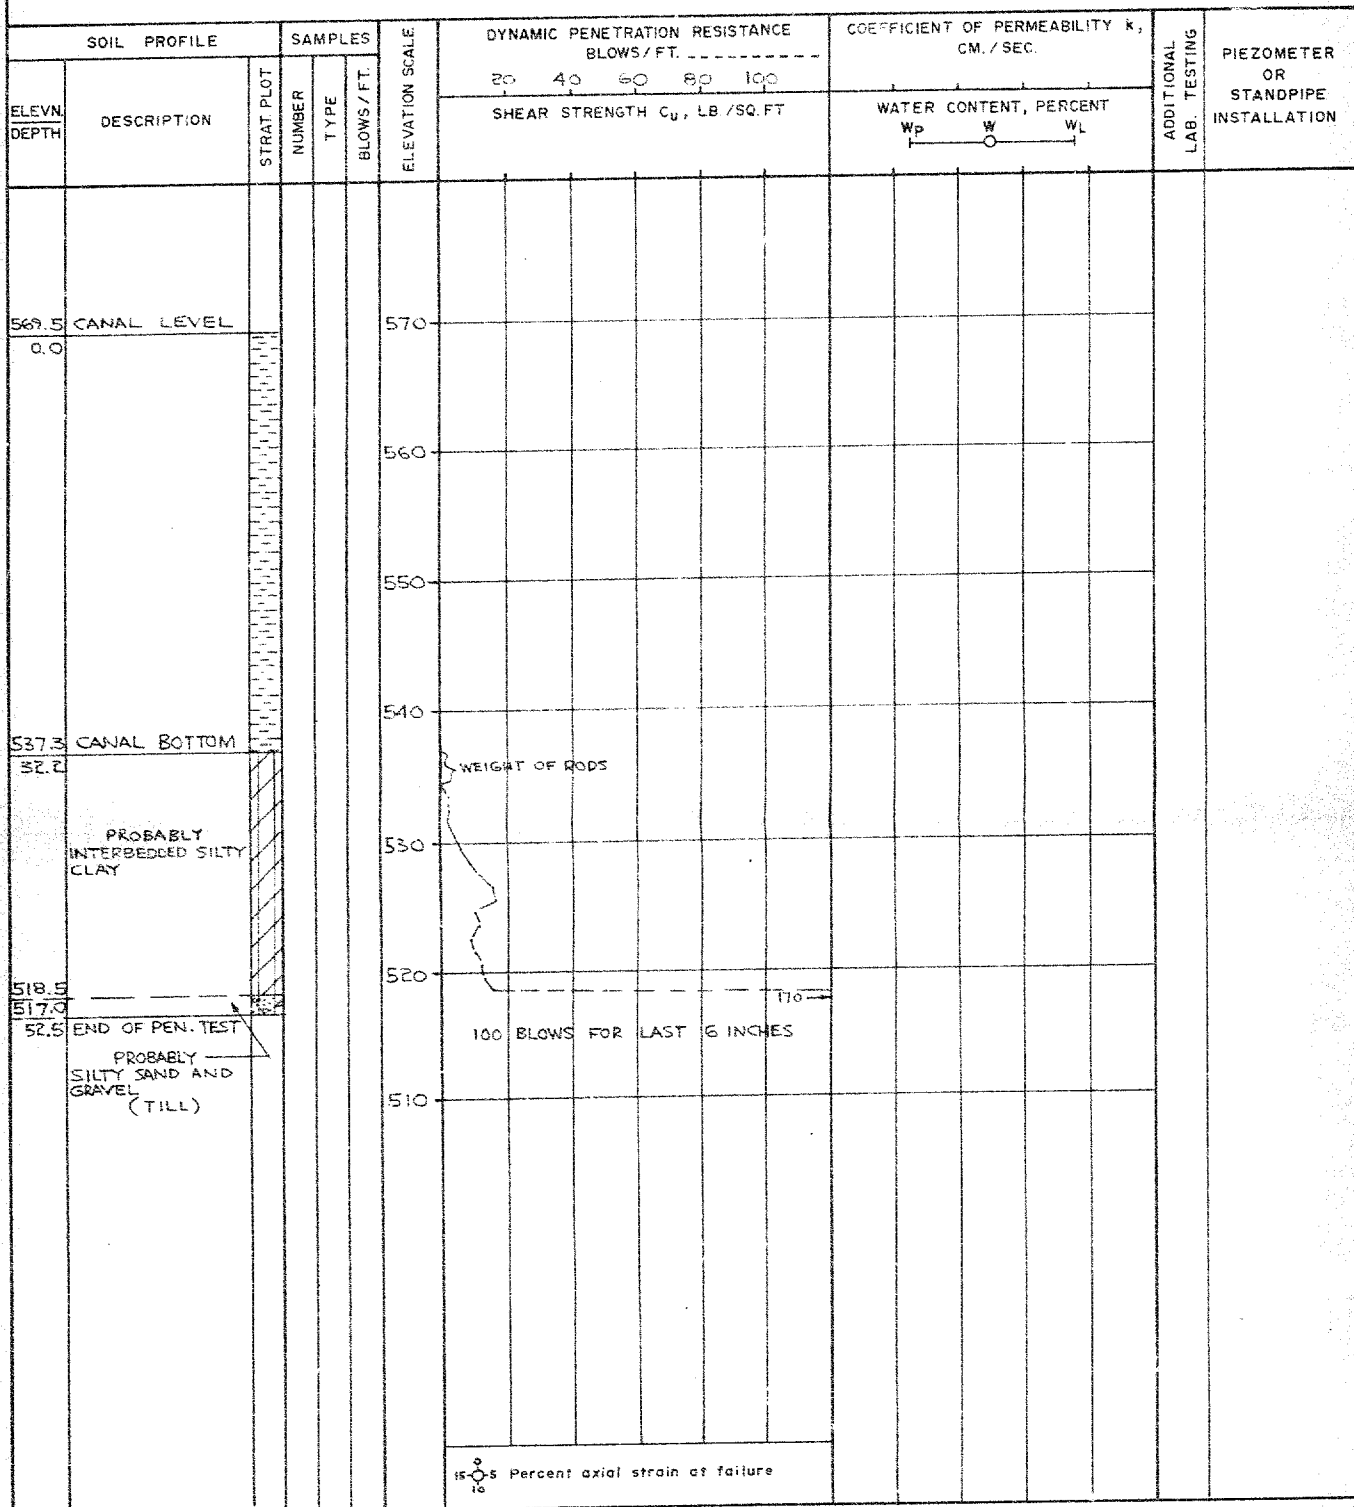 SOIL PROFILE
SAMPLES
ELEVATION SCALE
DYNAMIC PENETRATION RESISTANCE
BLOWS/FT. ----------
20 40 60 80 100
SHEAR STRENGTH Cu, LB./SQ.FT
COEFFICIENT OF PERMEABILITY k,
CM./SEC.
WATER CONTENT, PERCENT
Wp W WL
ADDITIONAL
LAB. TESTING
PIEZOMETER
OR
STANDPIPE
INSTALLATION
ELEVN.
DEPTH
DESCRIPTION
STRAT. PLOT
NUMBER
TYPE
BLOWS/FT.
569.5 CANAL LEVEL
0.0
570
560
550
540
537.3 CANAL BOTTOM
32.2
WEIGHT OF RODS
PROBABLY
INTERBEDDED SILTY
CLAY
530
520
518.5
517.0
170
52.5 END OF PEN. TEST
100 BLOWS FOR LAST 6 INCHES
PROBABLY
SILTY SAND AND
GRAVEL
(TILL)
510
0
15 5 Percent axial strain at failure
10